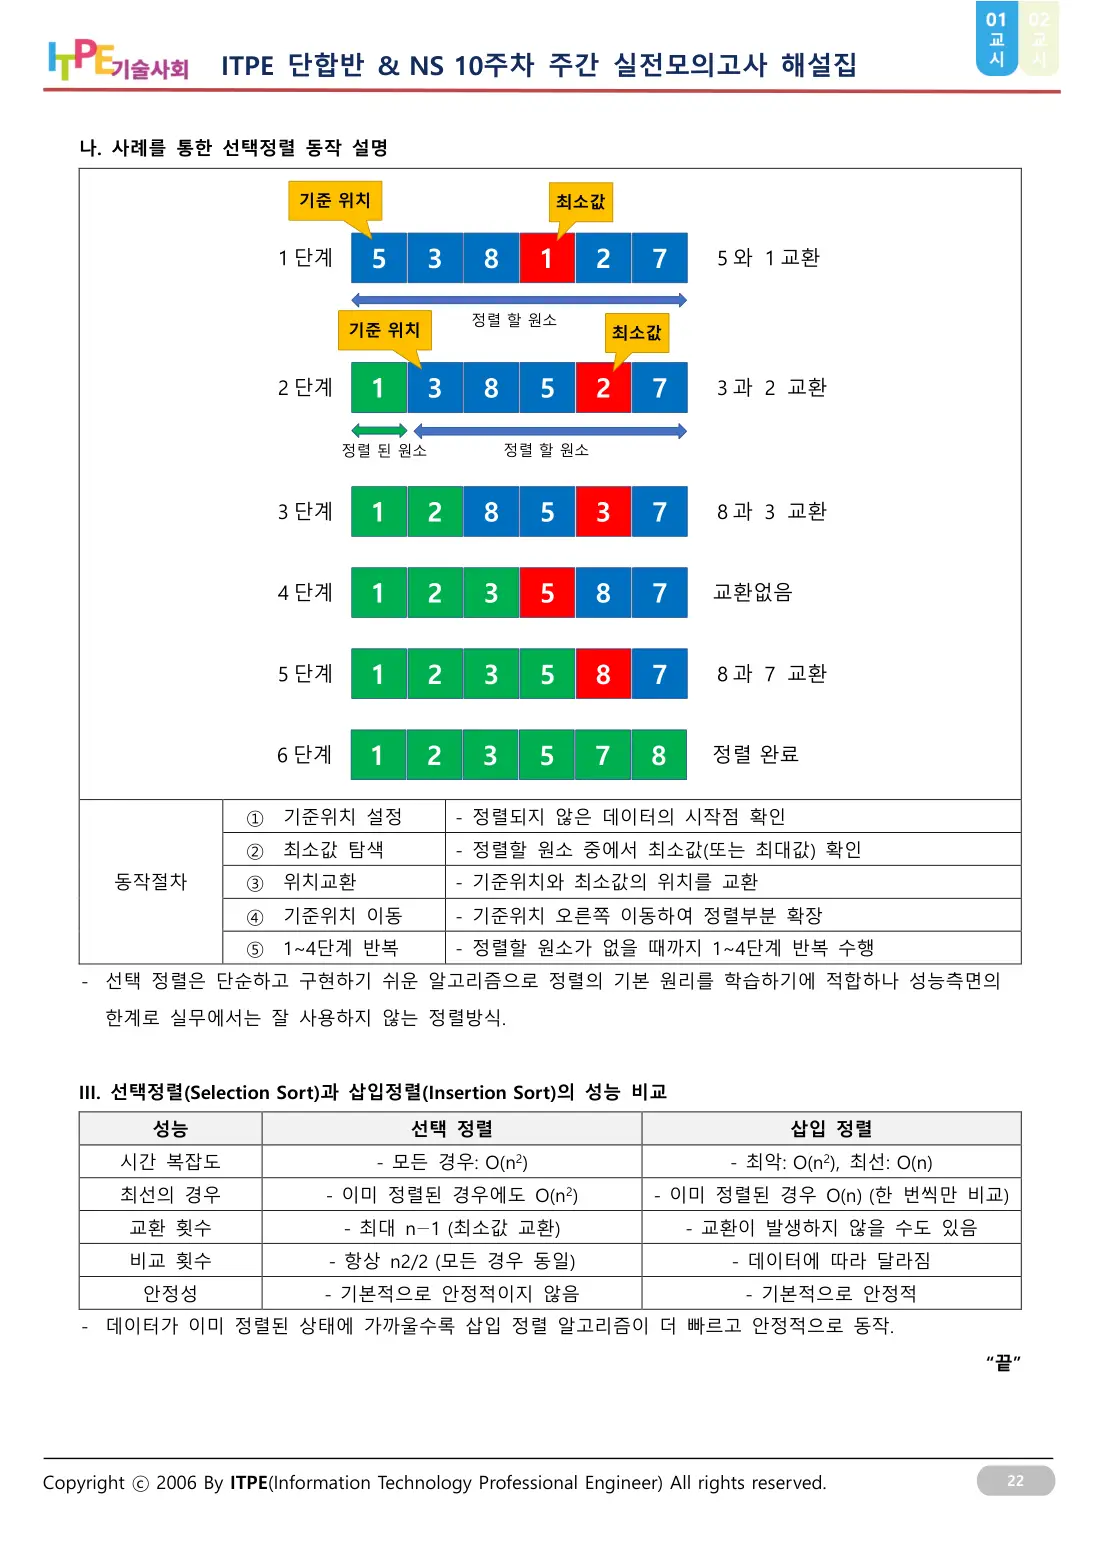 ITPE기술사회 ITPE 단합반 & NS 10주차 주간 실전모의고사 해설집
01 교시
02 교시
나. 사례를 통한 선택정렬 동작 설명
기준 위치 최소값
1단계 5 3 8 1 2 7 5와 1교환
정렬 할 원소
기준 위치 최소값
2단계 1 3 8 5 2 7 3과 2 교환
정렬 된 원소 정렬 할 원소
3단계 1 2 8 5 3 7 8과 3 교환
4단계 1 2 3 5 8 7 교환없음
5단계 1 2 3 5 8 7 8과 7 교환
6단계 1 2 3 5 7 8 정렬 완료
동작절차
① 기준위치 설정 - 정렬되지 않은 데이터의 시작점 확인
② 최소값 탐색 - 정렬할 원소 중에서 최소값(또는 최대값) 확인
③ 위치교환 - 기준위치와 최소값의 위치를 교환
④ 기준위치 이동 - 기준위치 오른쪽 이동하여 정렬부분 확장
⑤ 1~4단계 반복 - 정렬할 원소가 없을 때까지 1~4단계 반복 수행
- 선택 정렬은 단순하고 구현하기 쉬운 알고리즘으로 정렬의 기본 원리를 학습하기에 적합하나 성능측면의
한계로 실무에서는 잘 사용하지 않는 정렬방식.
III. 선택정렬(Selection Sort)과 삽입정렬(Insertion Sort)의 성능 비교
성능 선택 정렬 삽입 정렬
시간 복잡도 - 모든 경우: O(n²) - 최악: O(n²), 최선: O(n)
최선의 경우 - 이미 정렬된 경우에도 O(n²) - 이미 정렬된 경우 O(n) (한 번씩만 비교)
교환 횟수 - 최대 n−1 (최소값 교환) - 교환이 발생하지 않을 수도 있음
비교 횟수 - 항상 n2/2 (모든 경우 동일) - 데이터에 따라 달라짐
안정성 - 기본적으로 안정적이지 않음 - 기본적으로 안정적
- 데이터가 이미 정렬된 상태에 가까울수록 삽입 정렬 알고리즘이 더 빠르고 안정적으로 동작.
“끝”
Copyright ⓒ 2006 By ITPE(Information Technology Professional Engineer) All rights reserved. 22